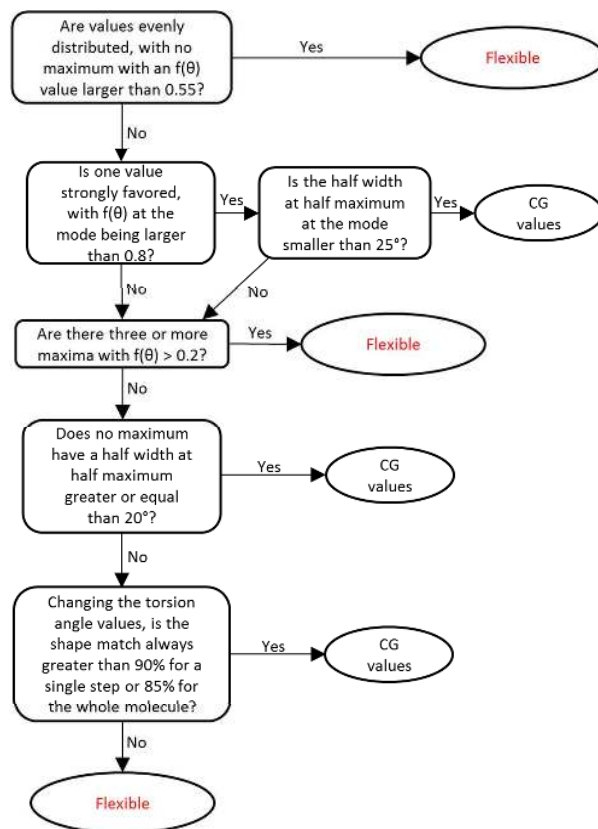 Are values evenly
distributed, with no
maximum with an f(θ)
value larger than 0.55?
Yes
Flexible
No
Is one value
strongly favored,
with f(θ) at the
mode being larger
than 0.8?
Yes
Is the half width
at half maximum
at the mode
smaller than 25°?
Yes
CG
values
No
No
Are there three or more
maxima with f(θ) > 0.2?
Yes
Flexible
No
Does no maximum
have a half width at
half maximum
greater or equal
than 20°?
Yes
CG
values
No
Changing the torsion
angle values, is the
shape match always
greater than 90% for a
single step or 85% for
the whole molecule?
Yes
CG
values
No
Flexible